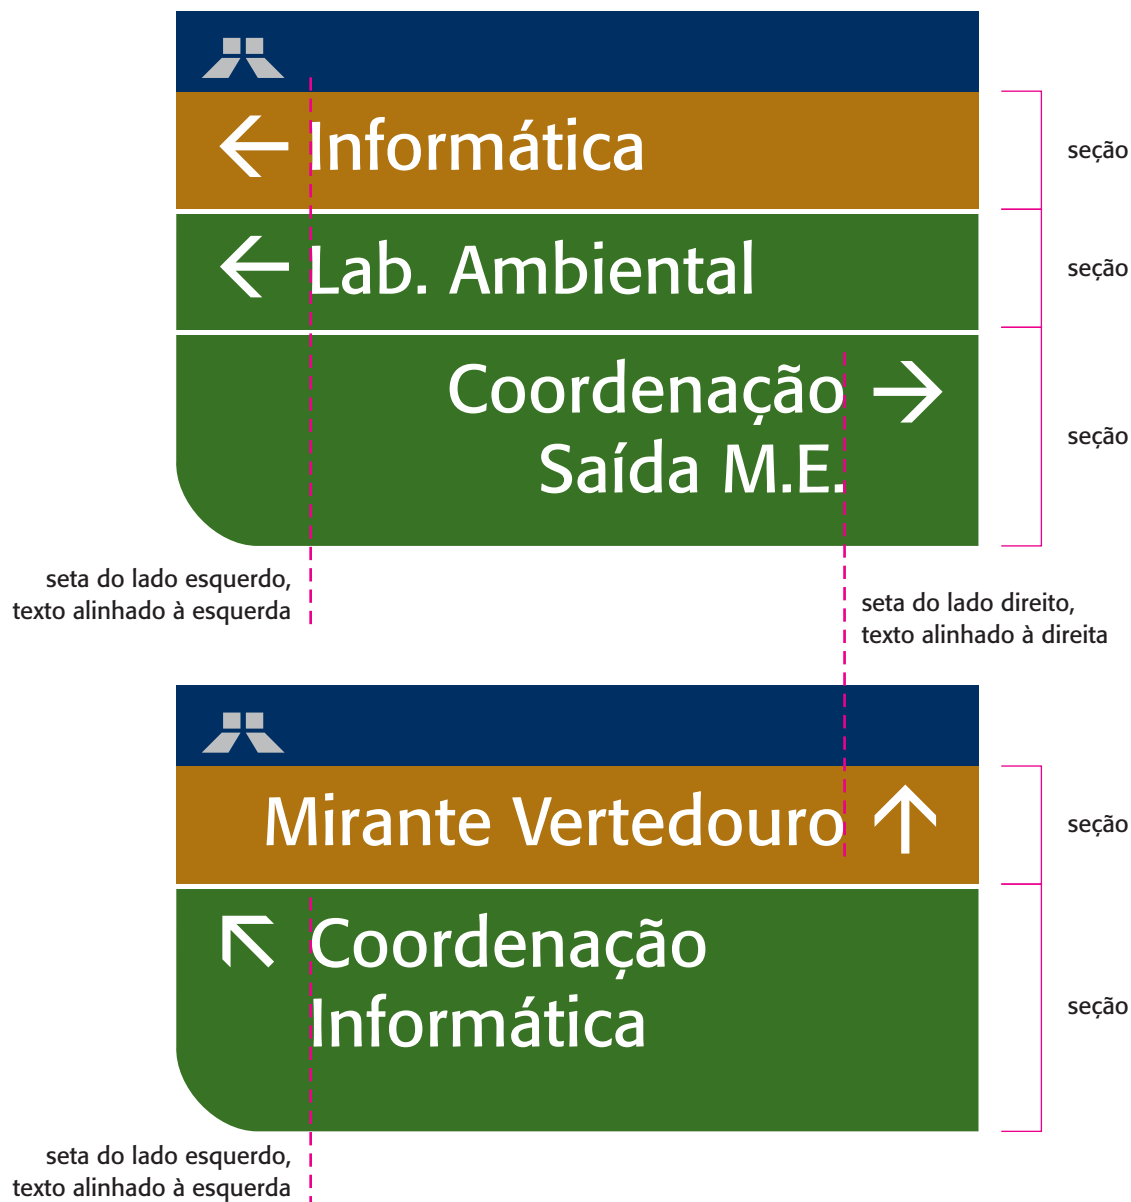 Informática
seção
Lab. Ambiental
seção
Coordenação
Saída M.E.
seção
seta do lado esquerdo,
texto alinhado à esquerda
seta do lado direito,
texto alinhado à direita
Mirante Vertedouro
seção
Coordenação
Informática
seção
seta do lado esquerdo,
texto alinhado à esquerda